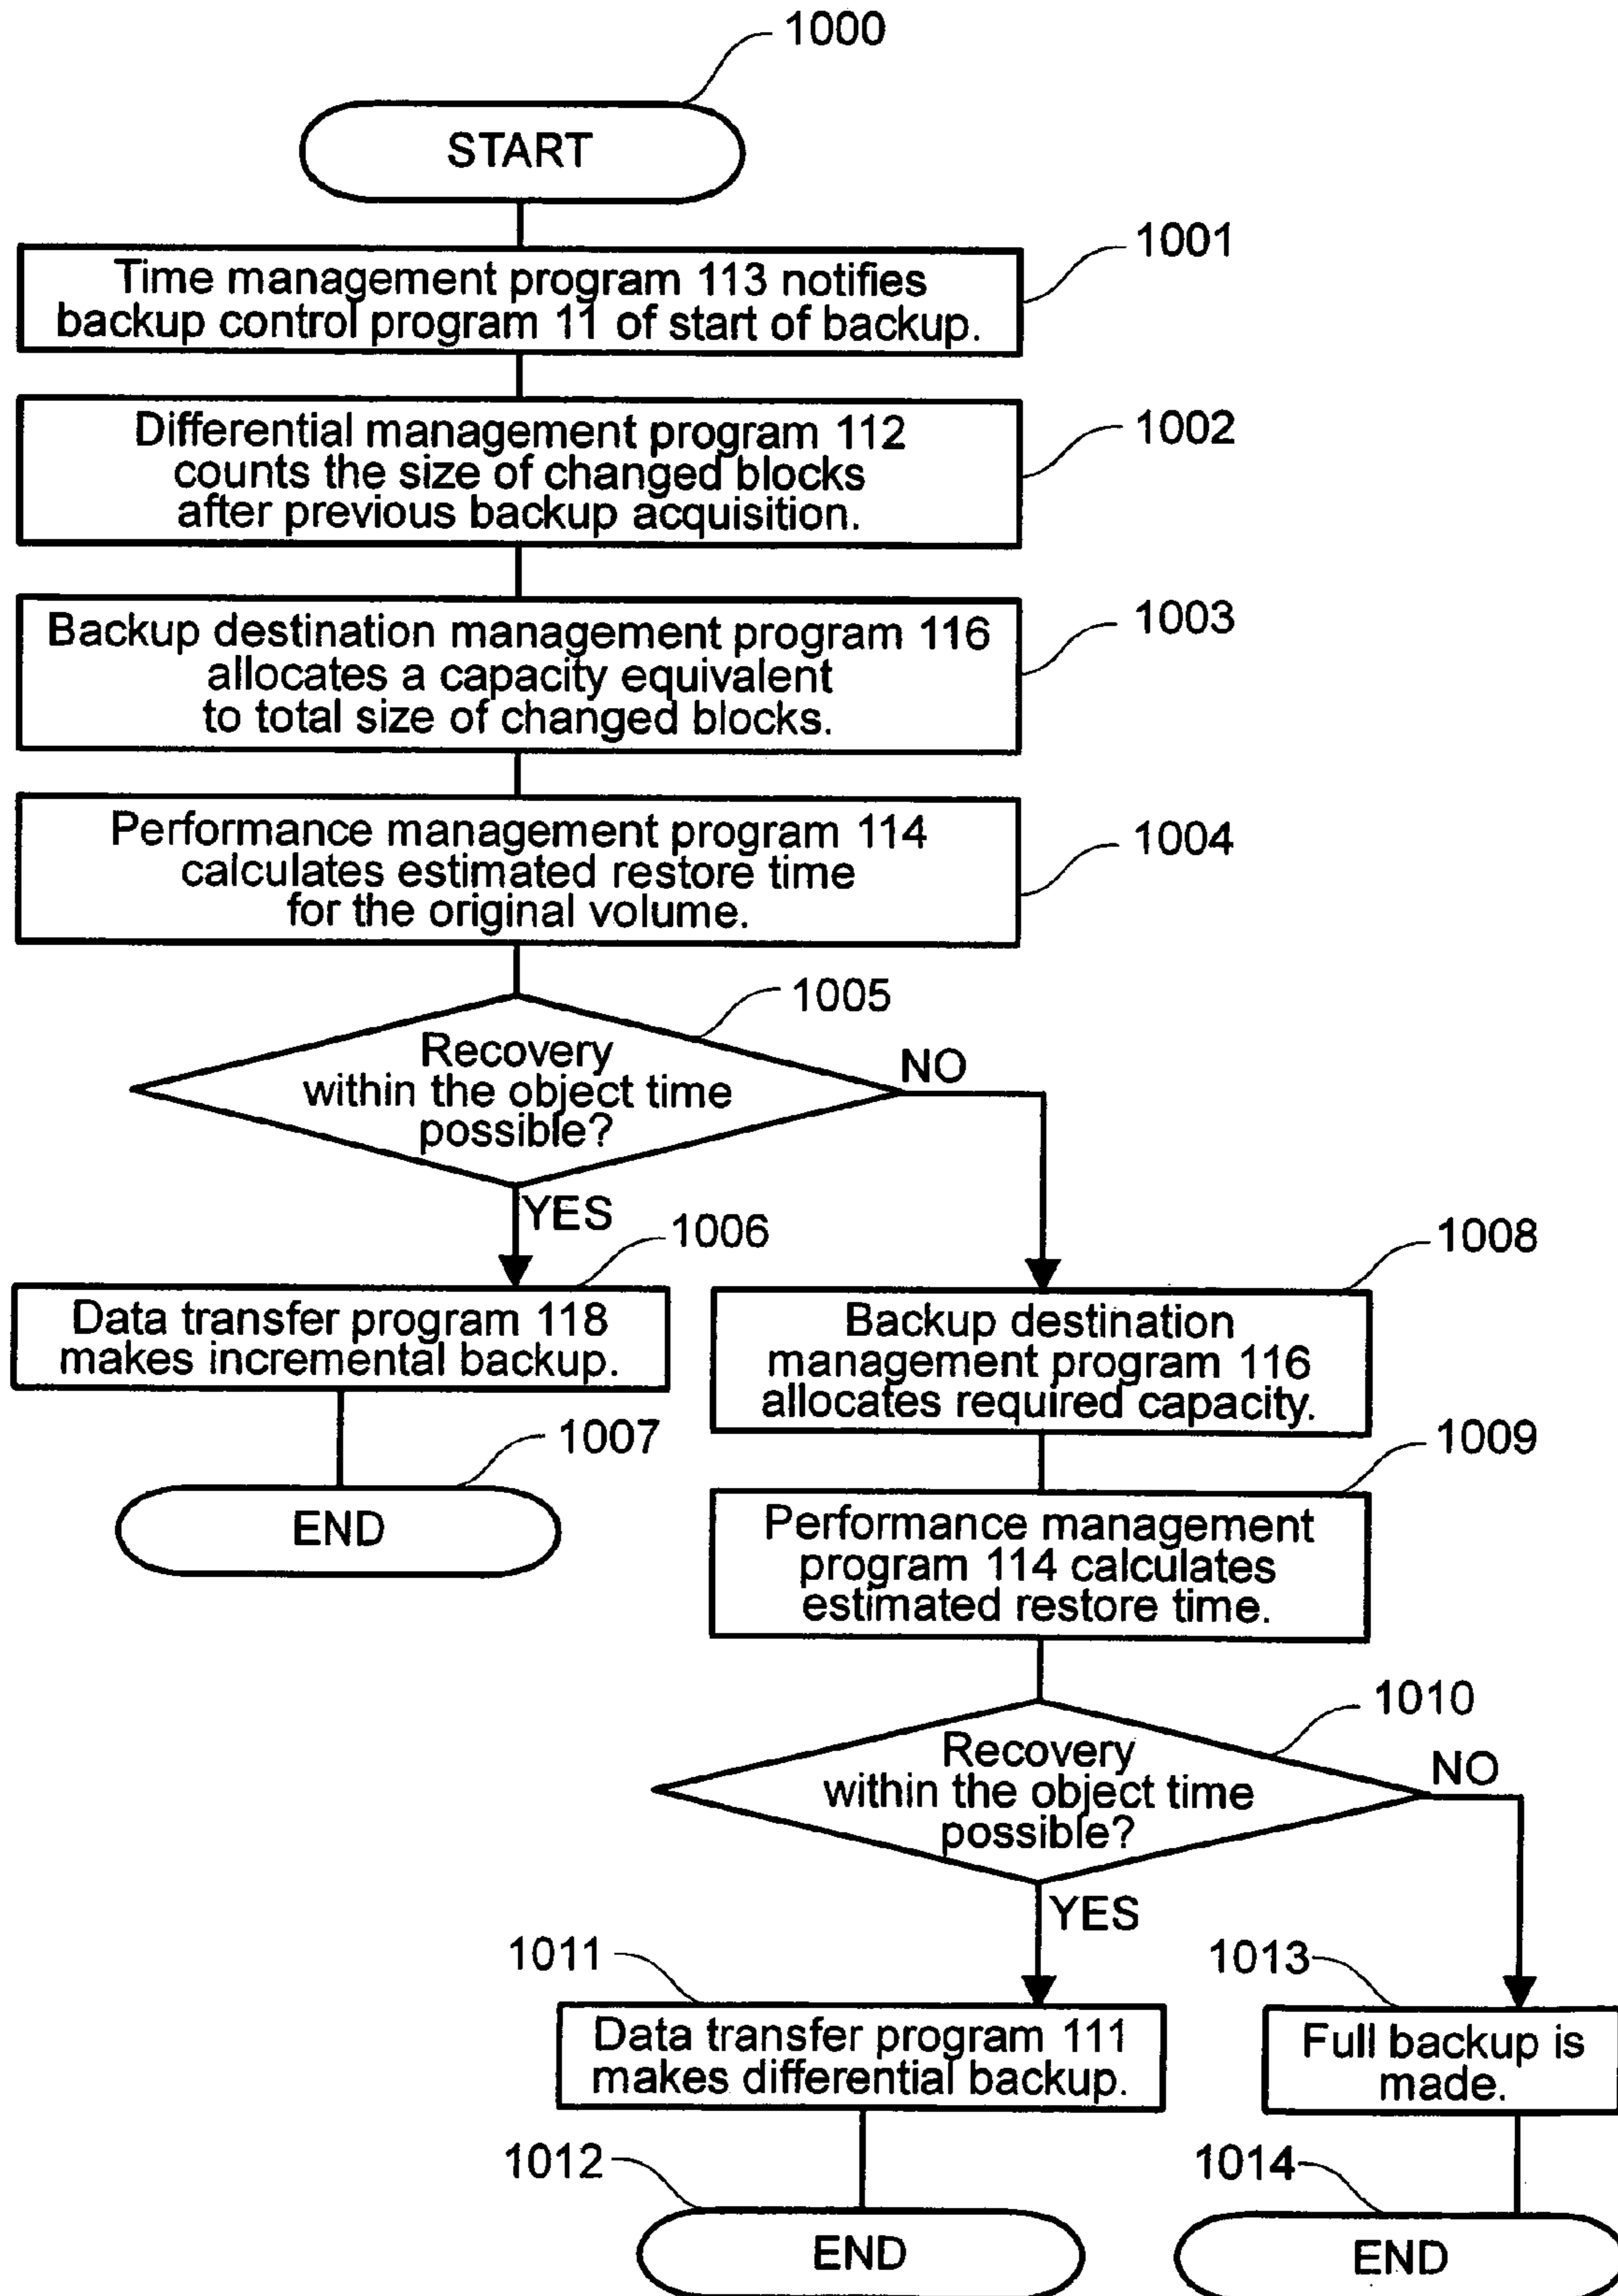 1000
START
1001
Time management program 113 notifies
backup control program 11 of start of backup.
1002
Differential management program 112
counts the size of changed blocks
after previous backup acquisition.
1003
Backup destination management program 116
allocates a capacity equivalent
to total size of changed blocks.
1004
Performance management program 114
calculates estimated restore time
for the original volume.
1005
Recovery
within the object time
possible?
NO
YES
1006
Data transfer program 118
makes incremental backup.
1007
END
1008
Backup destination
management program 116
allocates required capacity.
1009
Performance management
program 114 calculates
estimated restore time.
1010
Recovery
within the object time
possible?
NO
YES
1011
Data transfer program 111
makes differential backup.
1012
END
1013
Full backup is
made.
1014
END